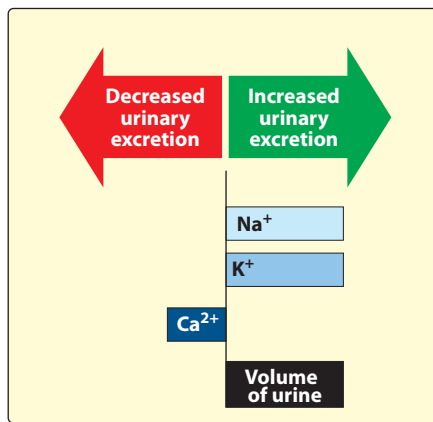 Decreased
urinary
excretion
Increased
urinary
excretion
Na⁺
K⁺
Ca²⁺
Volume
of urine